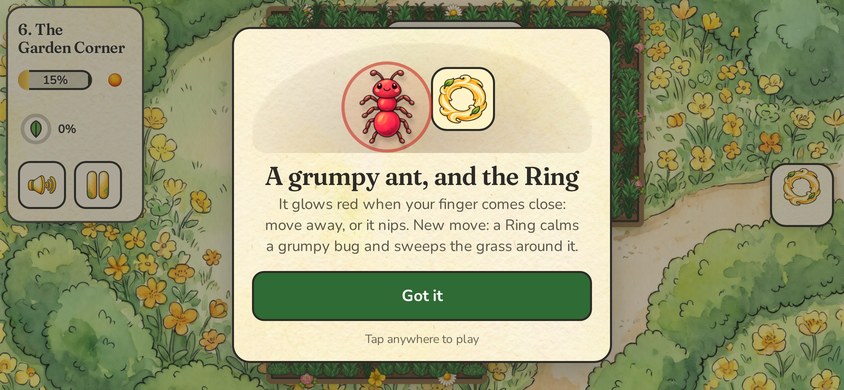 6. The
Garden Corner
15%
0%
A grumpy ant, and the Ring
It glows red when your finger comes close:
move away, or it nips. New move: a Ring calms
a grumpy bug and sweeps the grass around it.
Got it
Tap anywhere to play